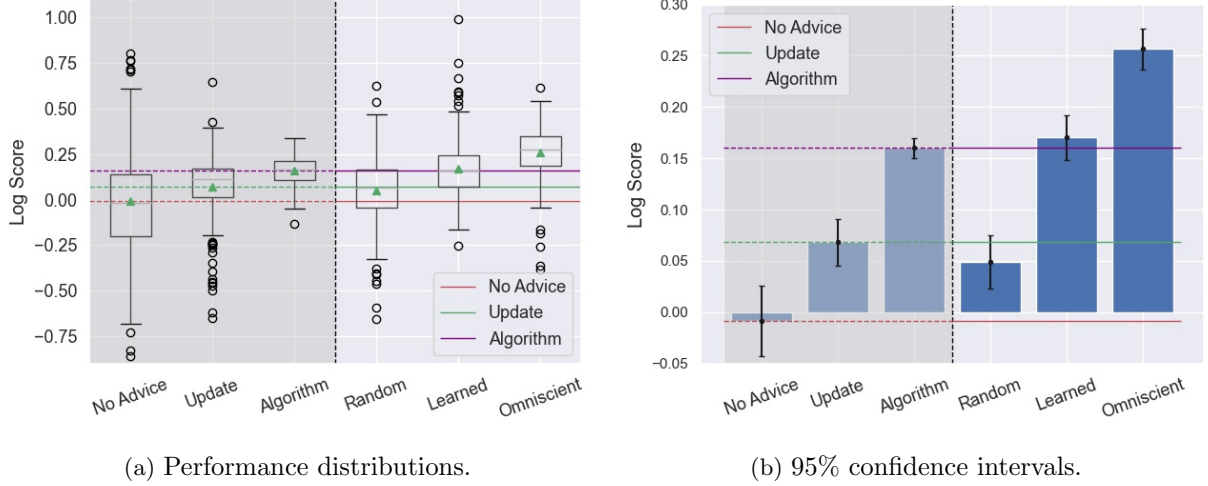 1.00
0.75
0.50
0.25
0.00
−0.25
−0.50
−0.75
Log Score
No Advice
Update
Algorithm
No Advice
Update
Algorithm
Random
Learned
Omniscient
(a) Performance distributions.
0.30
0.25
0.20
0.15
0.10
0.05
0.00
−0.05
Log Score
No Advice
Update
Algorithm
No Advice
Update
Algorithm
Random
Learned
Omniscient
(b) 95% confidence intervals.